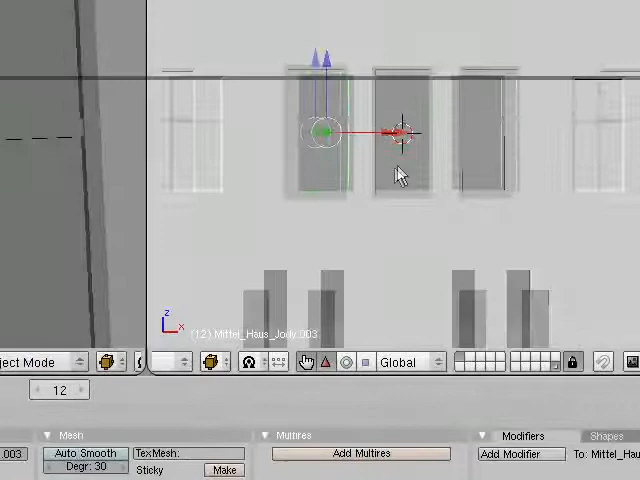 z
x
(12) Mittel_Haus_Jody.003
ject Mode
Global
12
Mesh
Multires
Modifiers
Shapes
.003
Auto Smooth
TexMesh:
Add Multires
Add Modifier
To: Mittel_Hau
Degr: 30
Sticky
Make